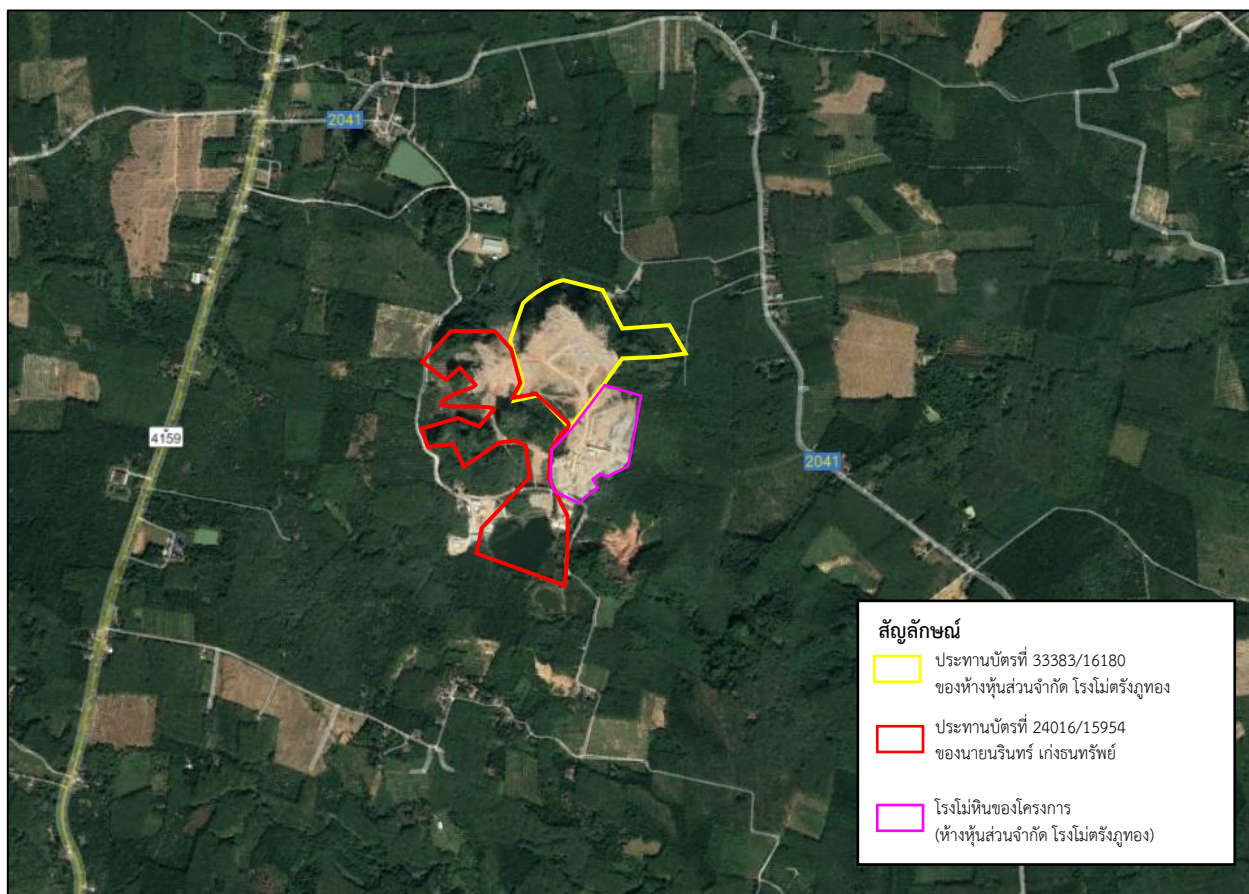 2041
4159
2041
สัญลักษณ์
ประทานบัตรที่ 33383/16180
ของห้างหุ้นส่วนจำกัด โรงโม่ตรังภูทอง
ประทานบัตรที่ 24016/15954
ของนายนรินทร์ เก่งธนทรัพย์
โรงโม่หินของโครงการ
(ห้างหุ้นส่วนจำกัด โรงโม่ตรังภูทอง)